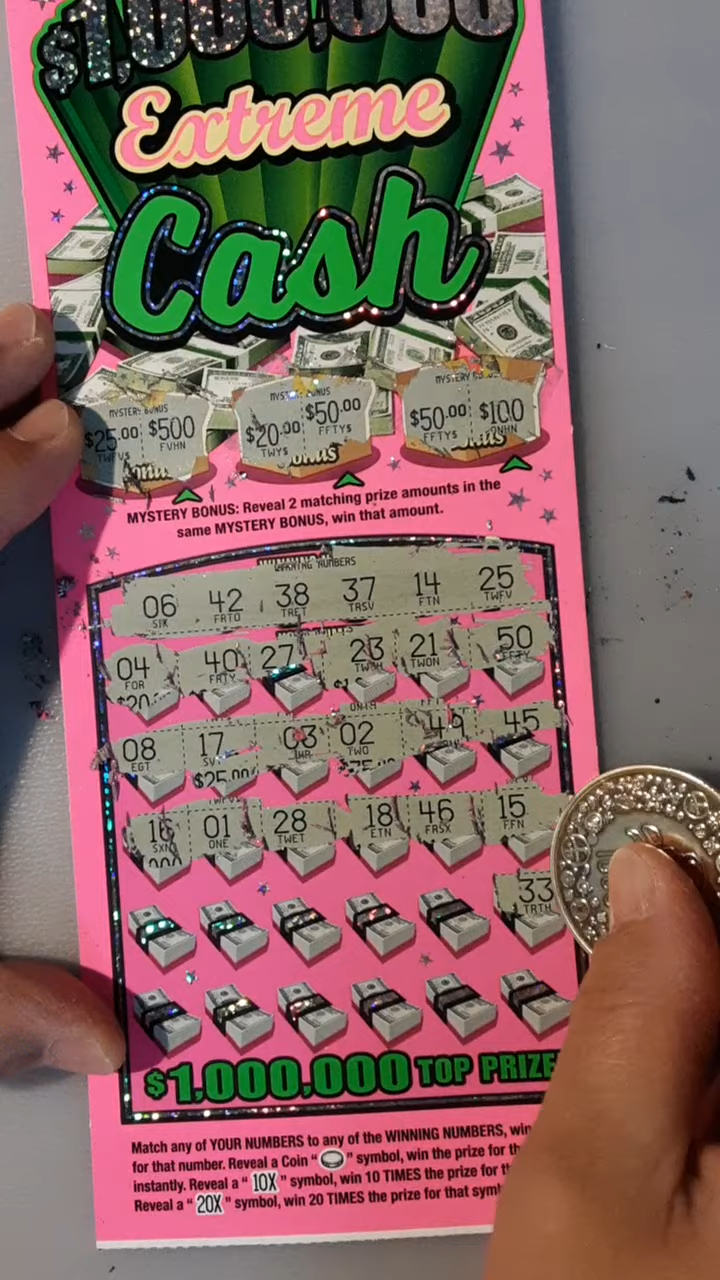 $1,000,000
Extreme
Cash
MYSTERY BONUS
$25.00 $500
FVHN
MYSTERY BONUS
$20.00 $50.00
TWYS FFTYS
$50.00 $100
FFTYS ONHN
MYSTERY BONUS: Reveal 2 matching prize amounts in the
same MYSTERY BONUS, win that amount.
WINNING NUMBERS
06 42 38 37 14 25
SIX FRTO TRET TRSV FTN TWFV
04 40 27 23 21 50
FOR FRTY TWON FFTY
08 17 03 02 49 45
EGT THR TWO
$25.00
16 01 28 18 46 15
SXN ONE TWET ETN FRSX FFN
33
TRTH
$1,000,000 TOP PRIZE
Match any of YOUR NUMBERS to any of the WINNING NUMBERS, win
for that number. Reveal a Coin " " symbol, win the prize for
instantly. Reveal a " 10X " symbol, win 10 TIMES the prize for
Reveal a " 20X " symbol, win 20 TIMES the prize for that